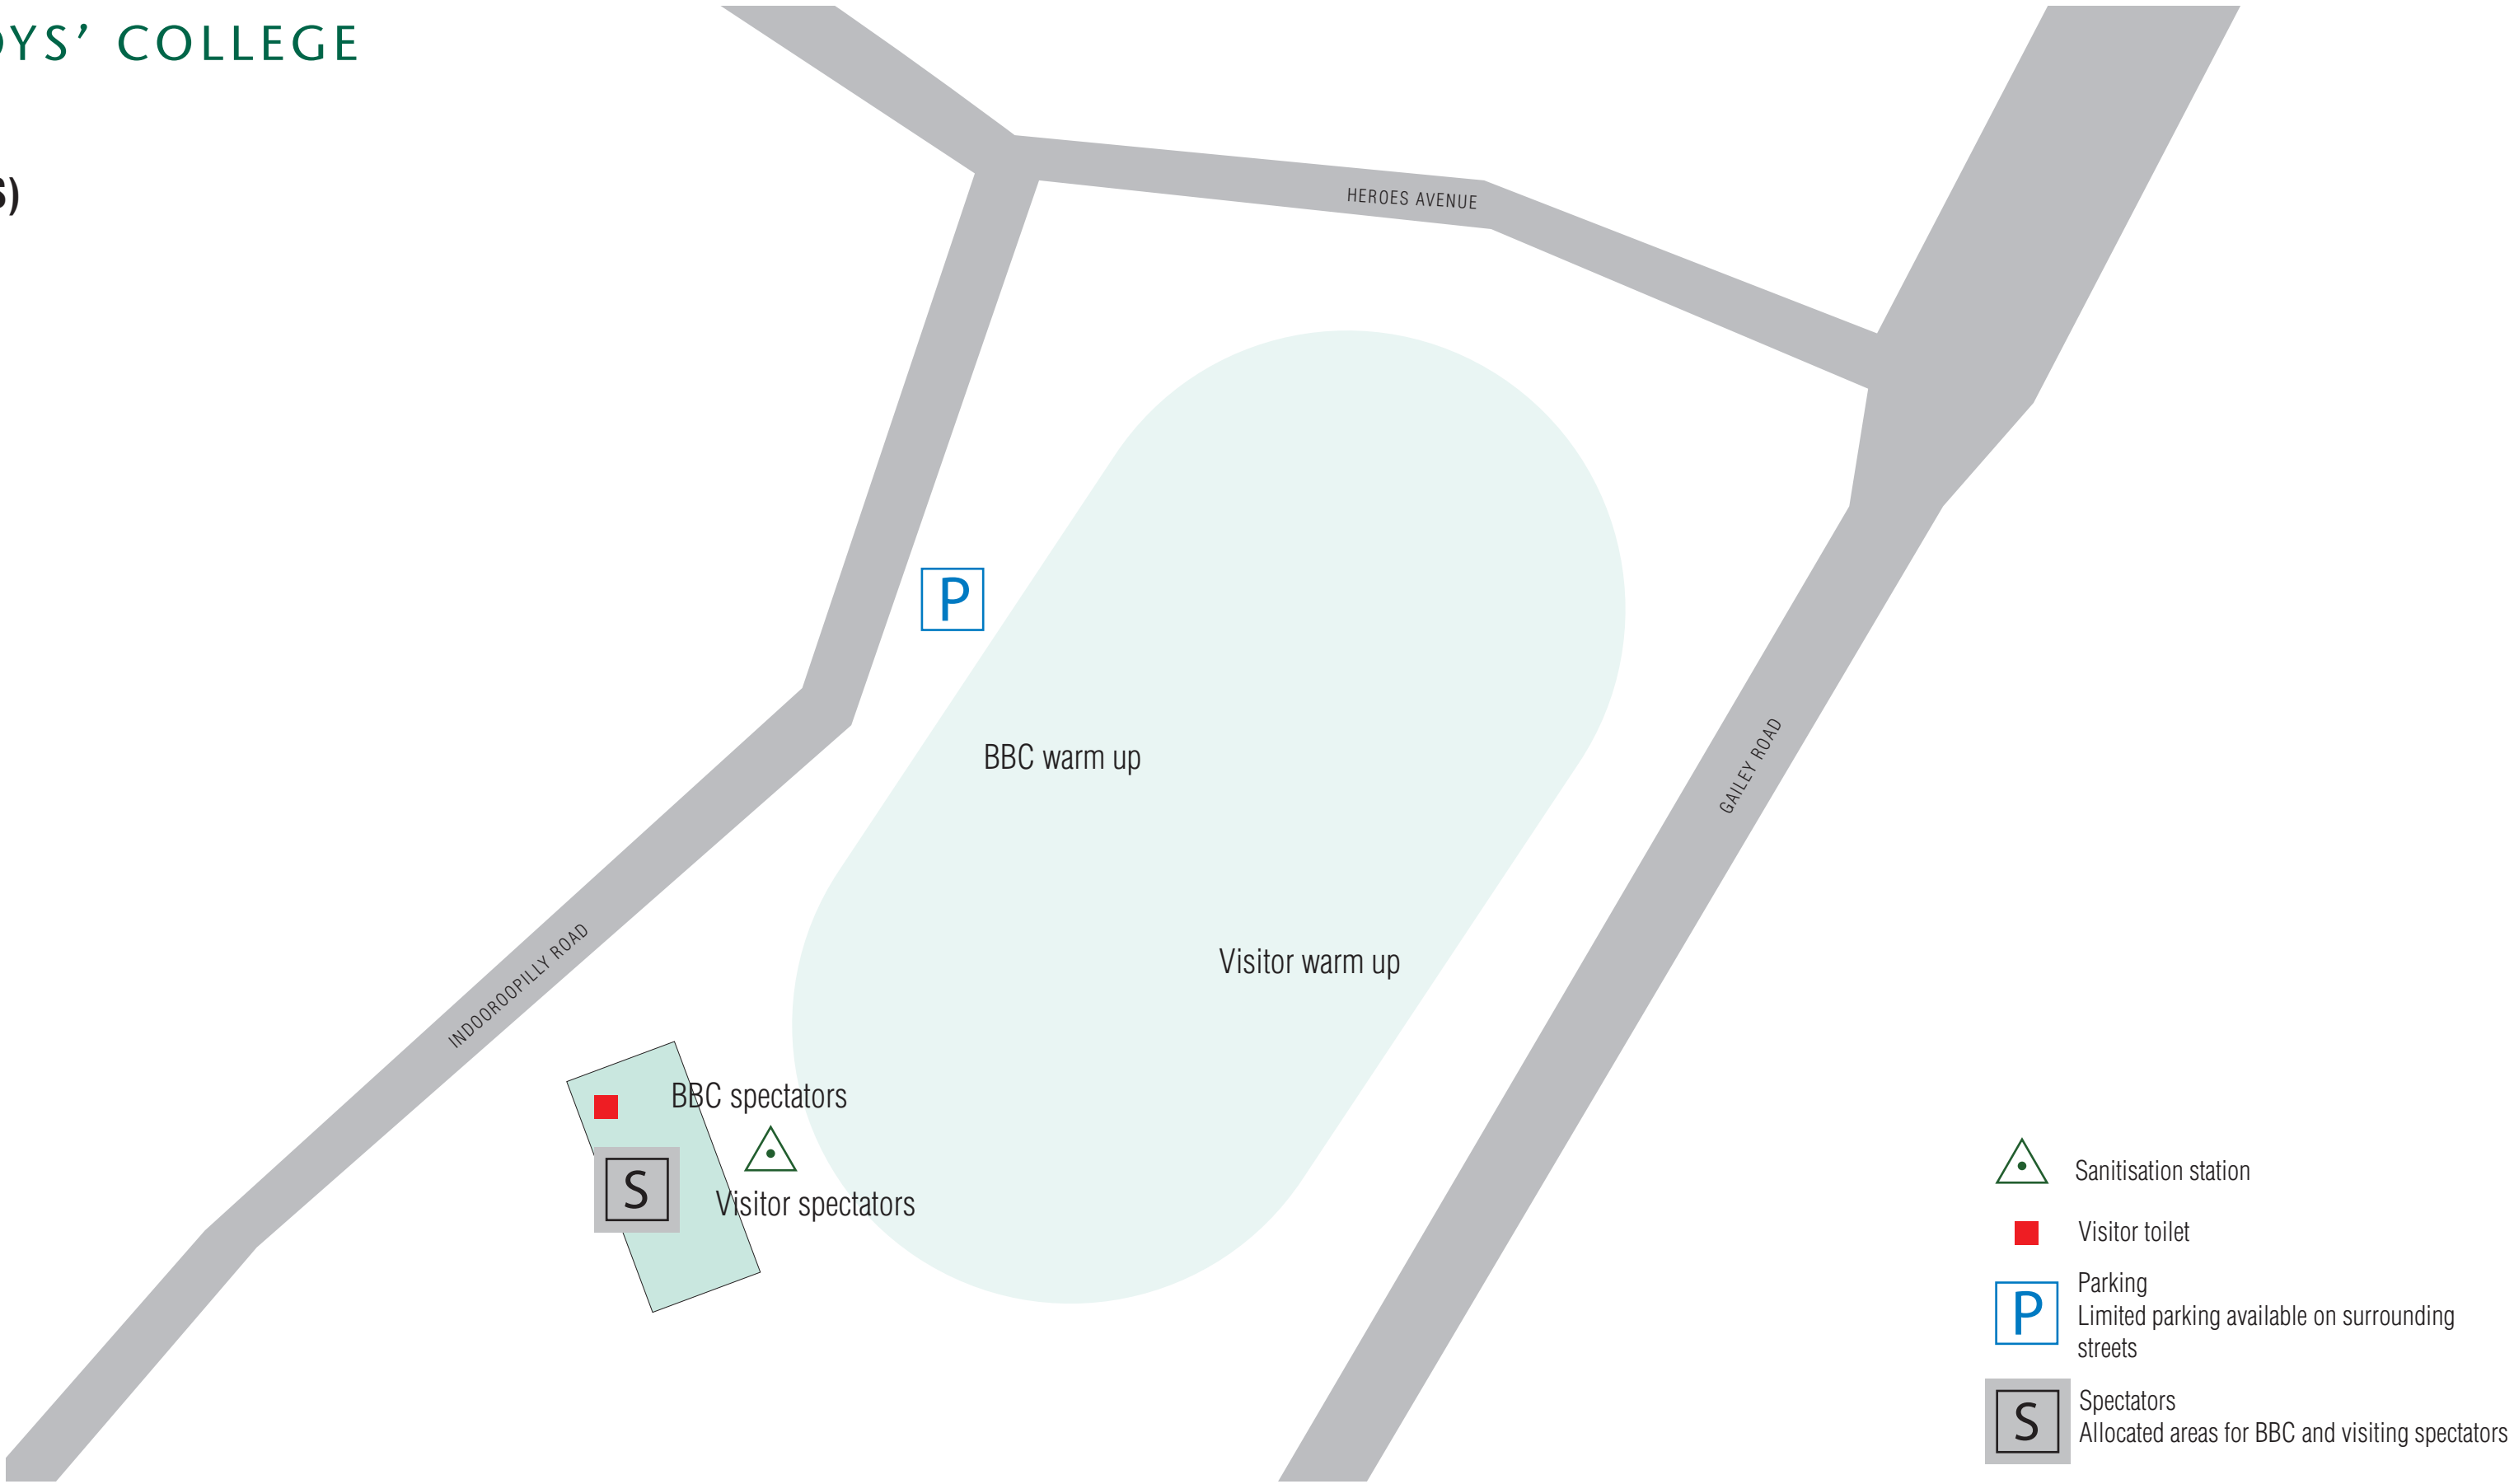 OYS’ COLLEGE
S)
HEROES AVENUE
P
BBC warm up
GAILEY ROAD
Visitor warm up
INDOOROOPILLY ROAD
BBC spectators
S
Visitor spectators
Sanitisation station
Visitor toilet
P
Parking
Limited parking available on surrounding
streets
S
Spectators
Allocated areas for BBC and visiting spectators